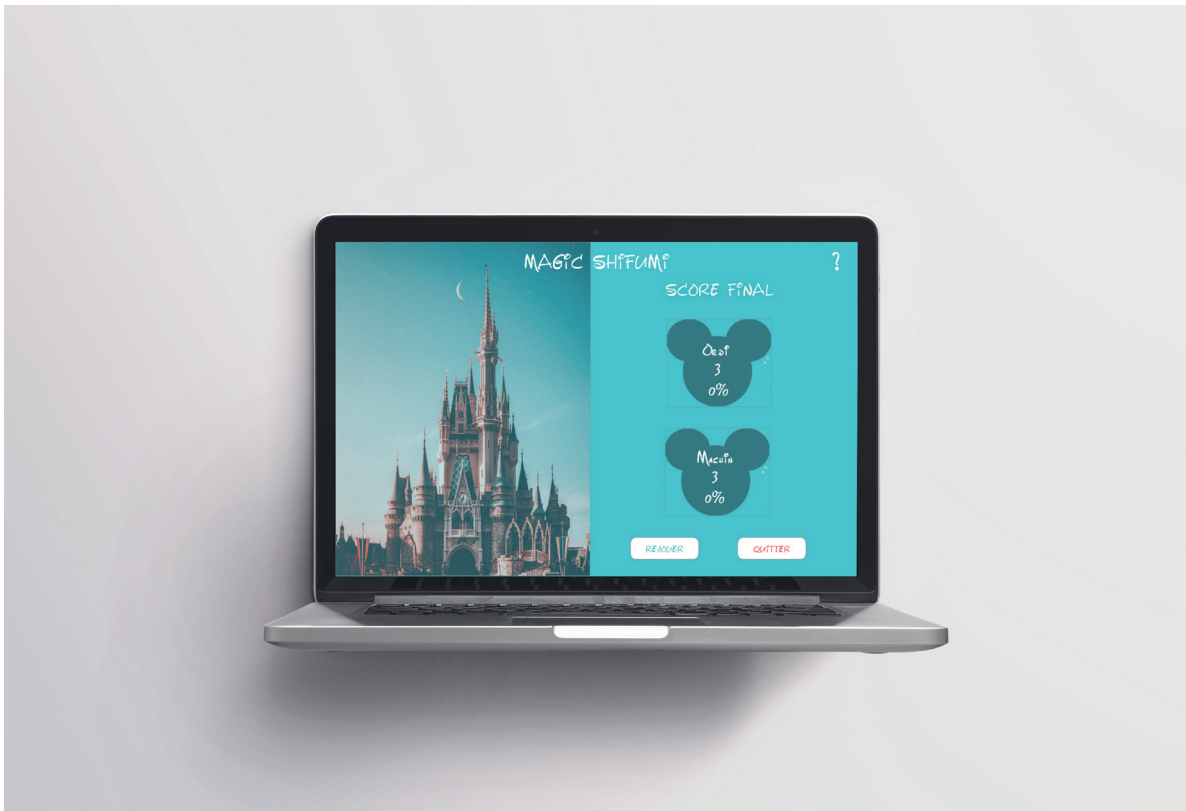 MAGiC SHiFUMi
?
SCORE FiNAL
Ordi
3
0%
Machin
3
0%
REJOUER
QUITTER